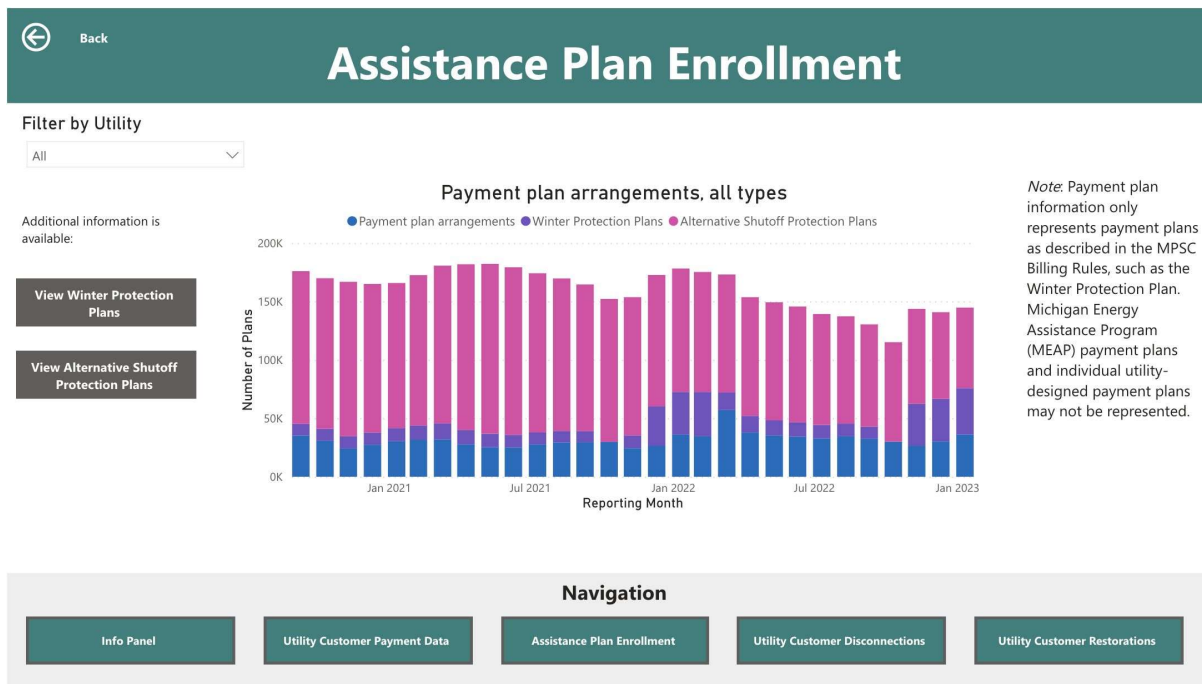 Back
Assistance Plan Enrollment
Filter by Utility
All
Additional information is
available:
View Winter Protection
Plans
View Alternative Shutoff
Protection Plans
Payment plan arrangements, all types
Payment plan arrangements Winter Protection Plans Alternative Shutoff Protection Plans
Number of Plans
200K
150K
100K
50K
0K
Jan 2021 Jul 2021 Jan 2022 Jul 2022 Jan 2023
Reporting Month
Note: Payment plan
information only
represents payment plans
as described in the MPSC
Billing Rules, such as the
Winter Protection Plan.
Michigan Energy
Assistance Program
(MEAP) payment plans
and individual utility-
designed payment plans
may not be represented.
Navigation
Info Panel
Utility Customer Payment Data
Assistance Plan Enrollment
Utility Customer Disconnections
Utility Customer Restorations